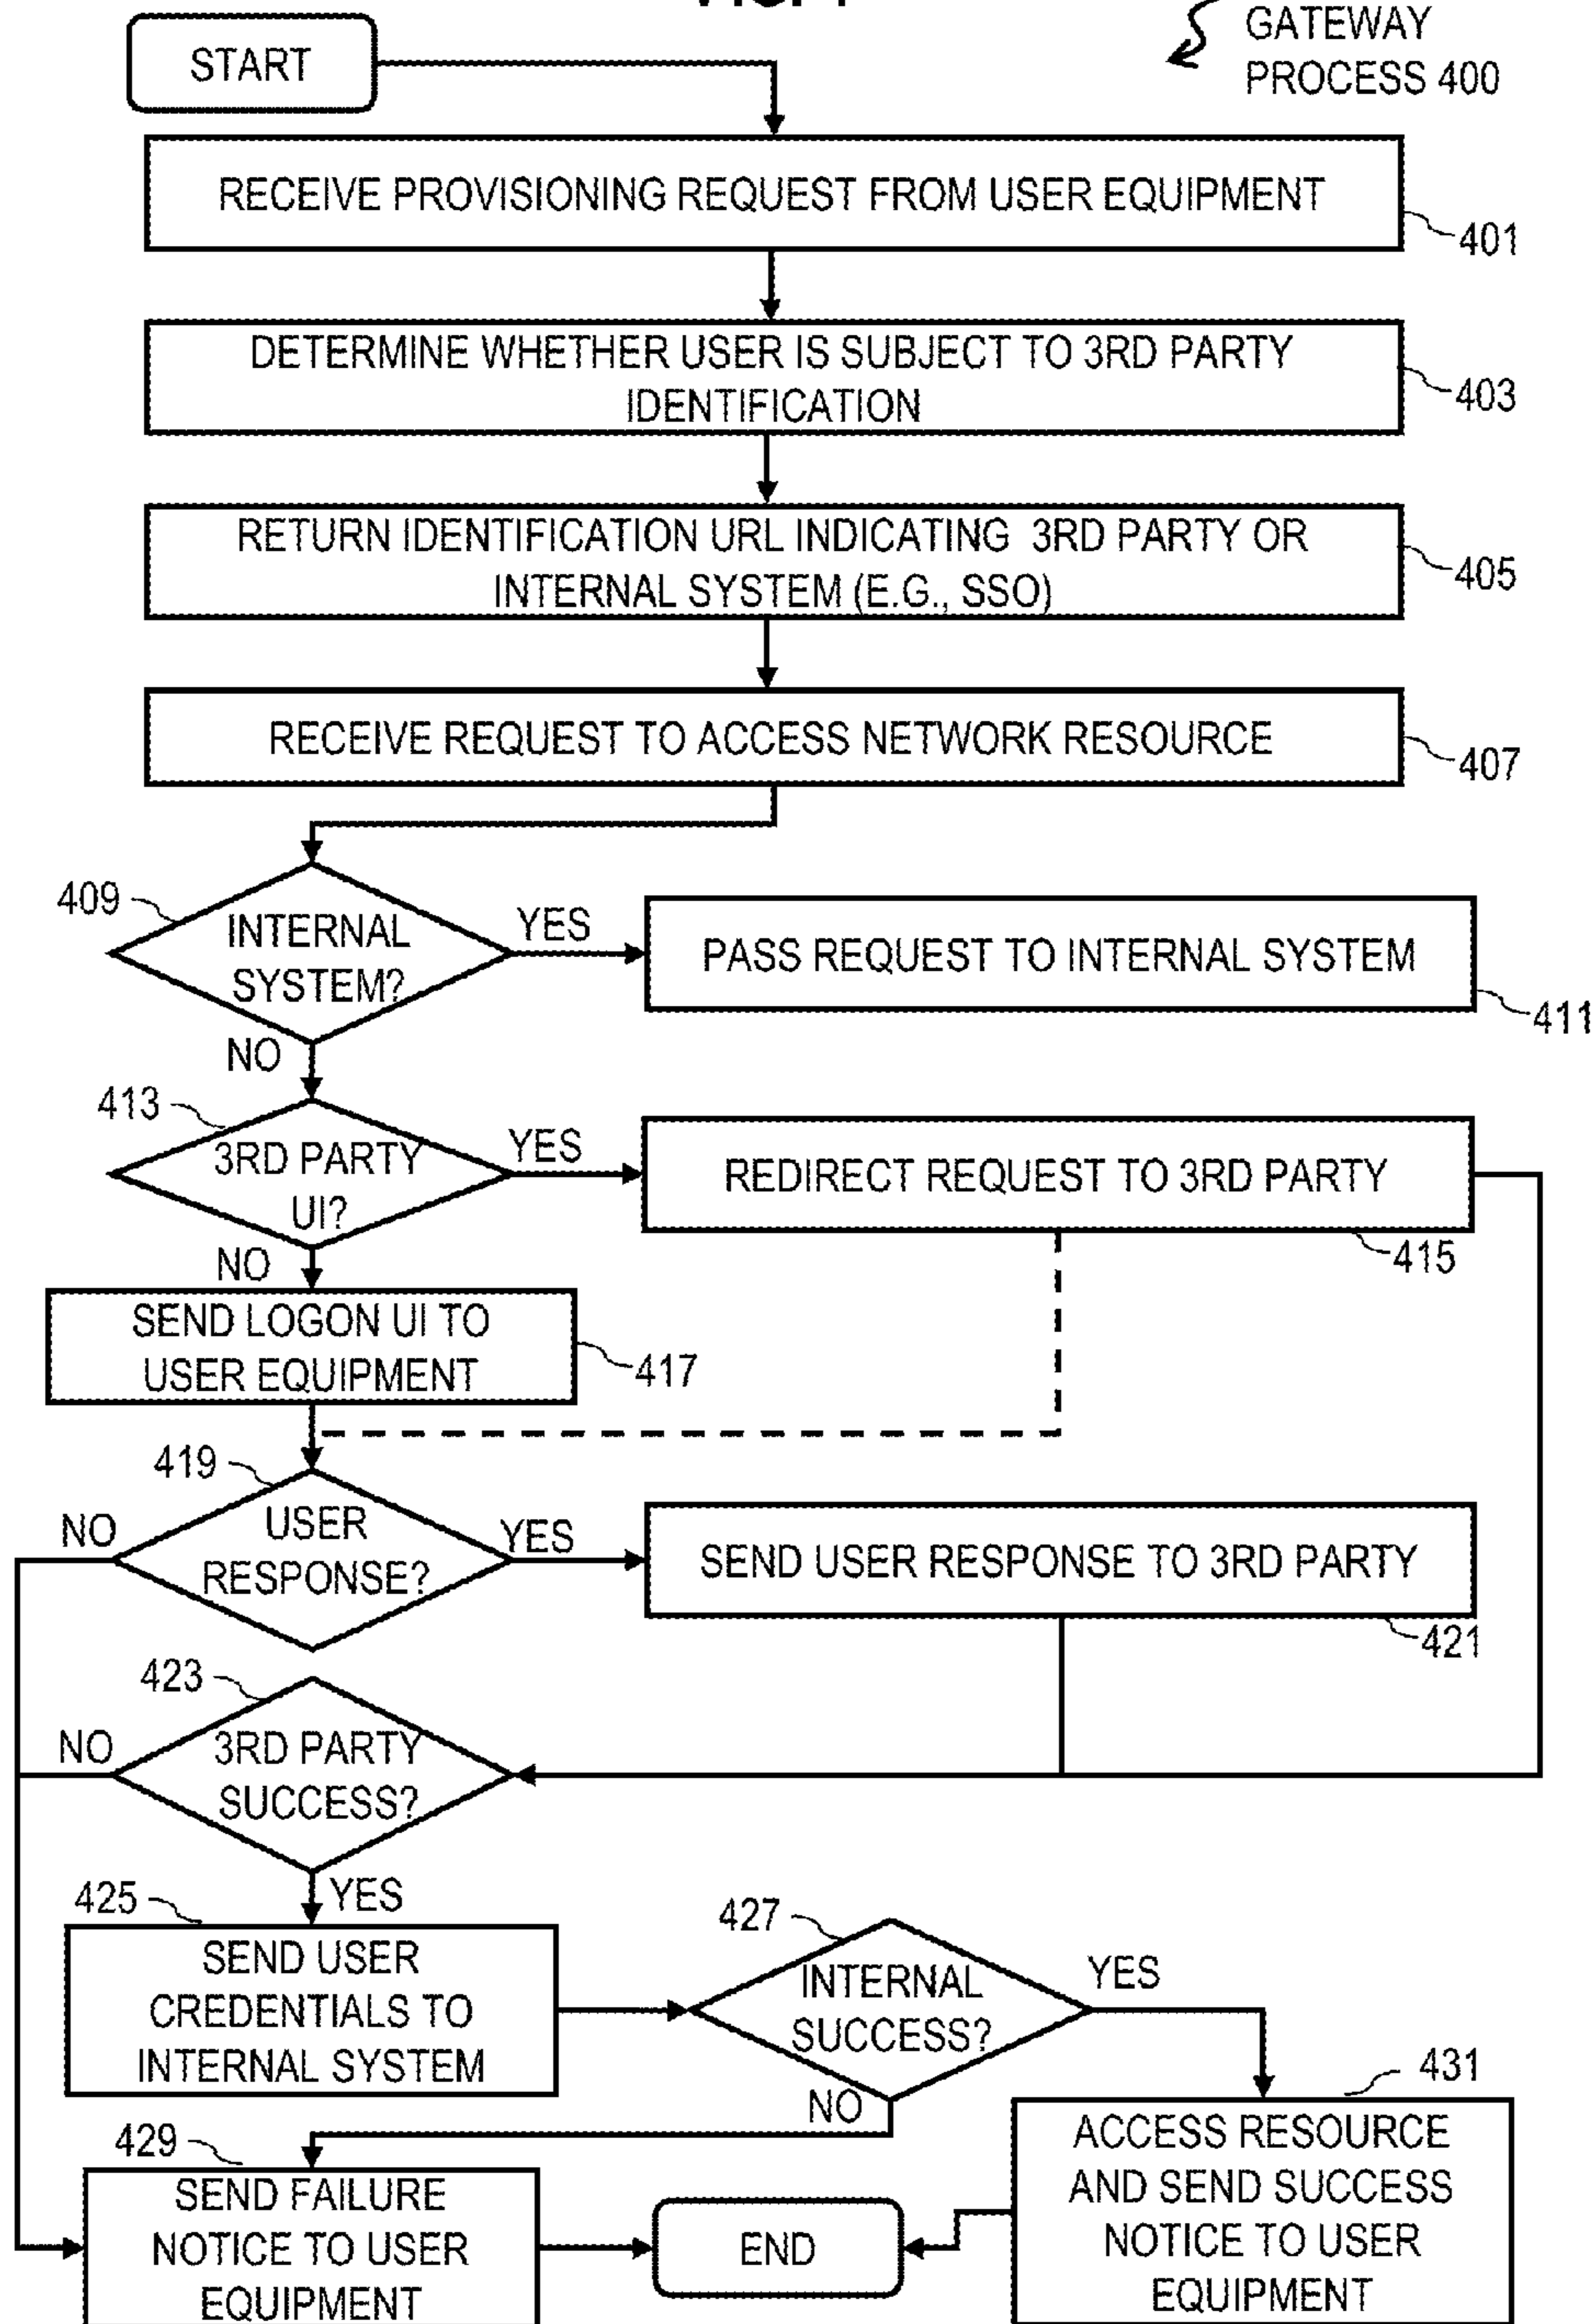 GATEWAY
PROCESS 400
START
RECEIVE PROVISIONING REQUEST FROM USER EQUIPMENT
401
DETERMINE WHETHER USER IS SUBJECT TO 3RD PARTY
IDENTIFICATION
403
RETURN IDENTIFICATION URL INDICATING 3RD PARTY OR
INTERNAL SYSTEM (E.G., SSO)
405
RECEIVE REQUEST TO ACCESS NETWORK RESOURCE
407
409
INTERNAL
SYSTEM?
YES
PASS REQUEST TO INTERNAL SYSTEM
411
NO
413
3RD PARTY
UI?
YES
REDIRECT REQUEST TO 3RD PARTY
415
NO
SEND LOGON UI TO
USER EQUIPMENT
417
419
USER
RESPONSE?
NO
YES
SEND USER RESPONSE TO 3RD PARTY
421
423
3RD PARTY
SUCCESS?
NO
YES
425
SEND USER
CREDENTIALS TO
INTERNAL SYSTEM
427
INTERNAL
SUCCESS?
YES
NO
431
ACCESS RESOURCE
AND SEND SUCCESS
NOTICE TO USER
EQUIPMENT
429
SEND FAILURE
NOTICE TO USER
EQUIPMENT
END